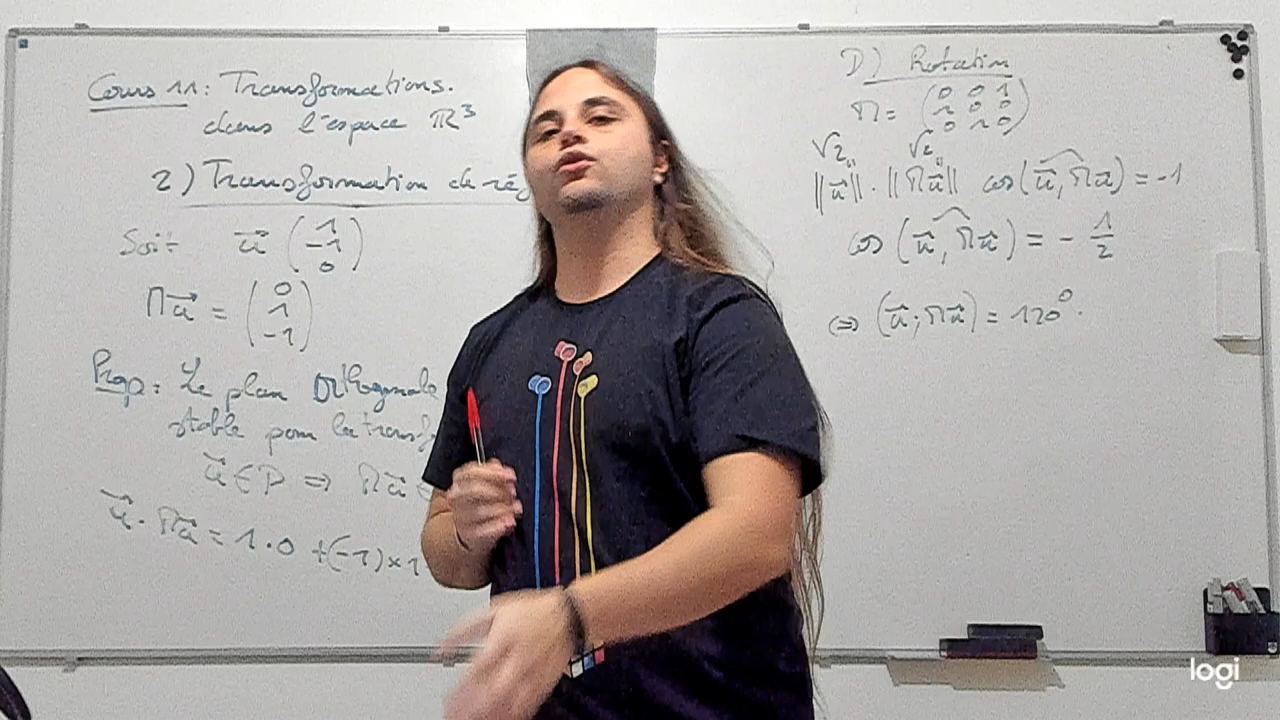 Cours 11: Transformations.
dans l'espace ℝ³
2) Transformation de
Soit u⃗ (1 -1 0)
Mu⃗ = (0 1 -1)
Prop: Le plan Orthogonale
stable pour la transf
u⃗ ∈ P ⇒ Mu⃗ ∈
u⃗ . Mu⃗ = 1.0 +(-1)×1
D) Rotation
M= (0 0 1
1 0 0
0 1 0)
√2 √2
" "
||u⃗|| . ||Mu⃗|| cos(u⃗, Mu⃗) = -1
cos (u⃗, Mu⃗) = - 1/2
⇔ (u⃗; Mu⃗) = 120°.
logi